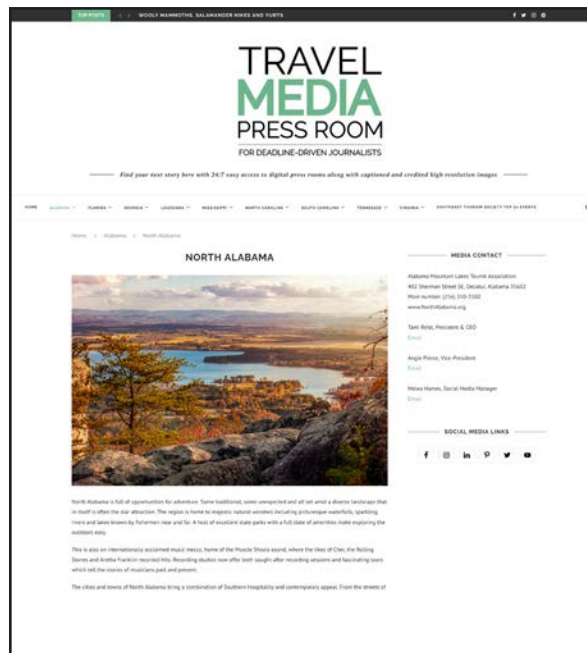 TOP POSTS
WOOLY MAMMOTHS, SALAMANDER HIKES AND YURTS
TRAVEL
MEDIA
PRESS ROOM
FOR DEADLINE-DRIVEN JOURNALISTS
Find your next story here with 24/7 easy access to digital press rooms along with captioned and credited high-resolution images
HOME ALABAMA FLORIDA GEORGIA LOUISIANA MISSISSIPPI NORTH CAROLINA SOUTH CAROLINA TENNESSEE VIRGINIA SOUTHEAST TOURISM SOCIETY TOP 20 EVENTS
Home > Alabama > North Alabama
NORTH ALABAMA
North Alabama is full of opportunities for adventure. Some traditional, some unexpected and all set amid a diverse landscape that
in itself is often the star attraction. The region is home to majestic natural wonders including picturesque waterfalls, sparkling
rivers and lakes known by fishermen near and far. A host of excellent state parks with a full slate of amenities make exploring the
outdoors easy.
This is also an internationally acclaimed music mecca, home of the Muscle Shoals sound, where the likes of Cher, the Rolling
Stones and Aretha Franklin recorded hits. Recording studios now offer both sought after recording sessions and fascinating tours
which tell the stories of musicians past and present.
The cities and towns of North Alabama bring a combination of Southern Hospitality and contemporary appeal. From the streets of
MEDIA CONTACT
Alabama Mountain Lakes Tourist Association
402 Sherman Street SE, Decatur, Alabama 35602
Main number: (256) 350-3500
www.NorthAlabama.org
Tami Reist, President & CEO
Email
Angie Pierce, Vice President
Email
Social Media Manager
Email
SOCIAL MEDIA LINKS